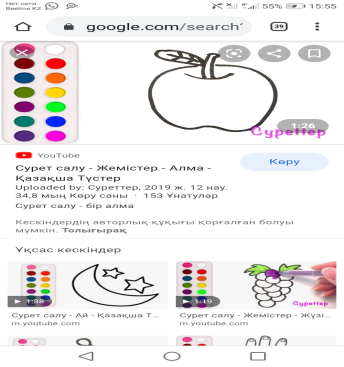 Нет сети
Beeline KZ
55% 15:55
google.com/search?
39
1:26
Суреттер
YouTube
Сурет салу - Жемістер - Алма - Қазақша Түстер
Көру
Uploaded by: Суреттер, 2019 ж. 12 нау.
34,8 мың Көру саны · 153 Ұнатулар
Сурет салу - бір алма
Кескіндердің авторлық құқығы қорғалған болуы
мүмкін. Толығырақ
Ұқсас кескіндер
1:38
1:19
Суреттер
Сурет салу - Ай - Қазақша Т...
m.youtube.com
Сурет салу - Жемістер - Жүзі...
m.youtube.com